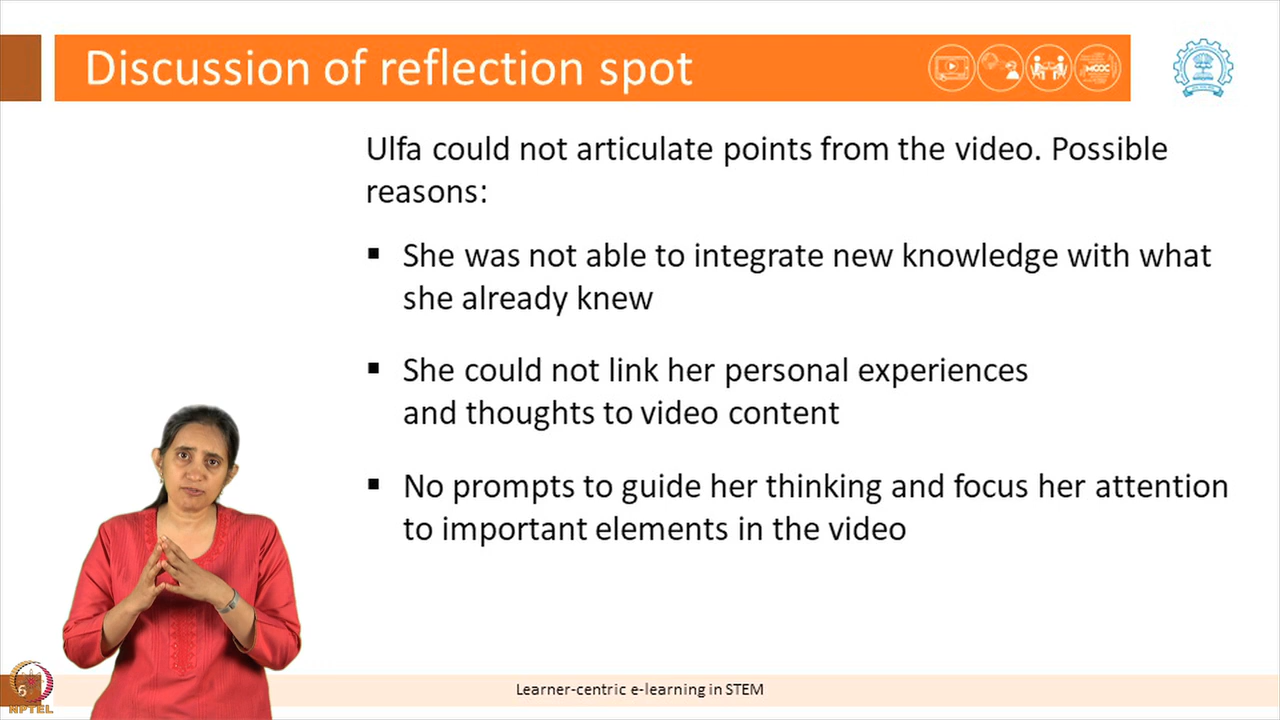 Discussion of reflection spot
MOOC
Ulfa could not articulate points from the video. Possible
reasons:
▪ She was not able to integrate new knowledge with what
she already knew
▪ She could not link her personal experiences
and thoughts to video content
▪ No prompts to guide her thinking and focus her attention
to important elements in the video
6
NPTEL
Learner-centric e-learning in STEM